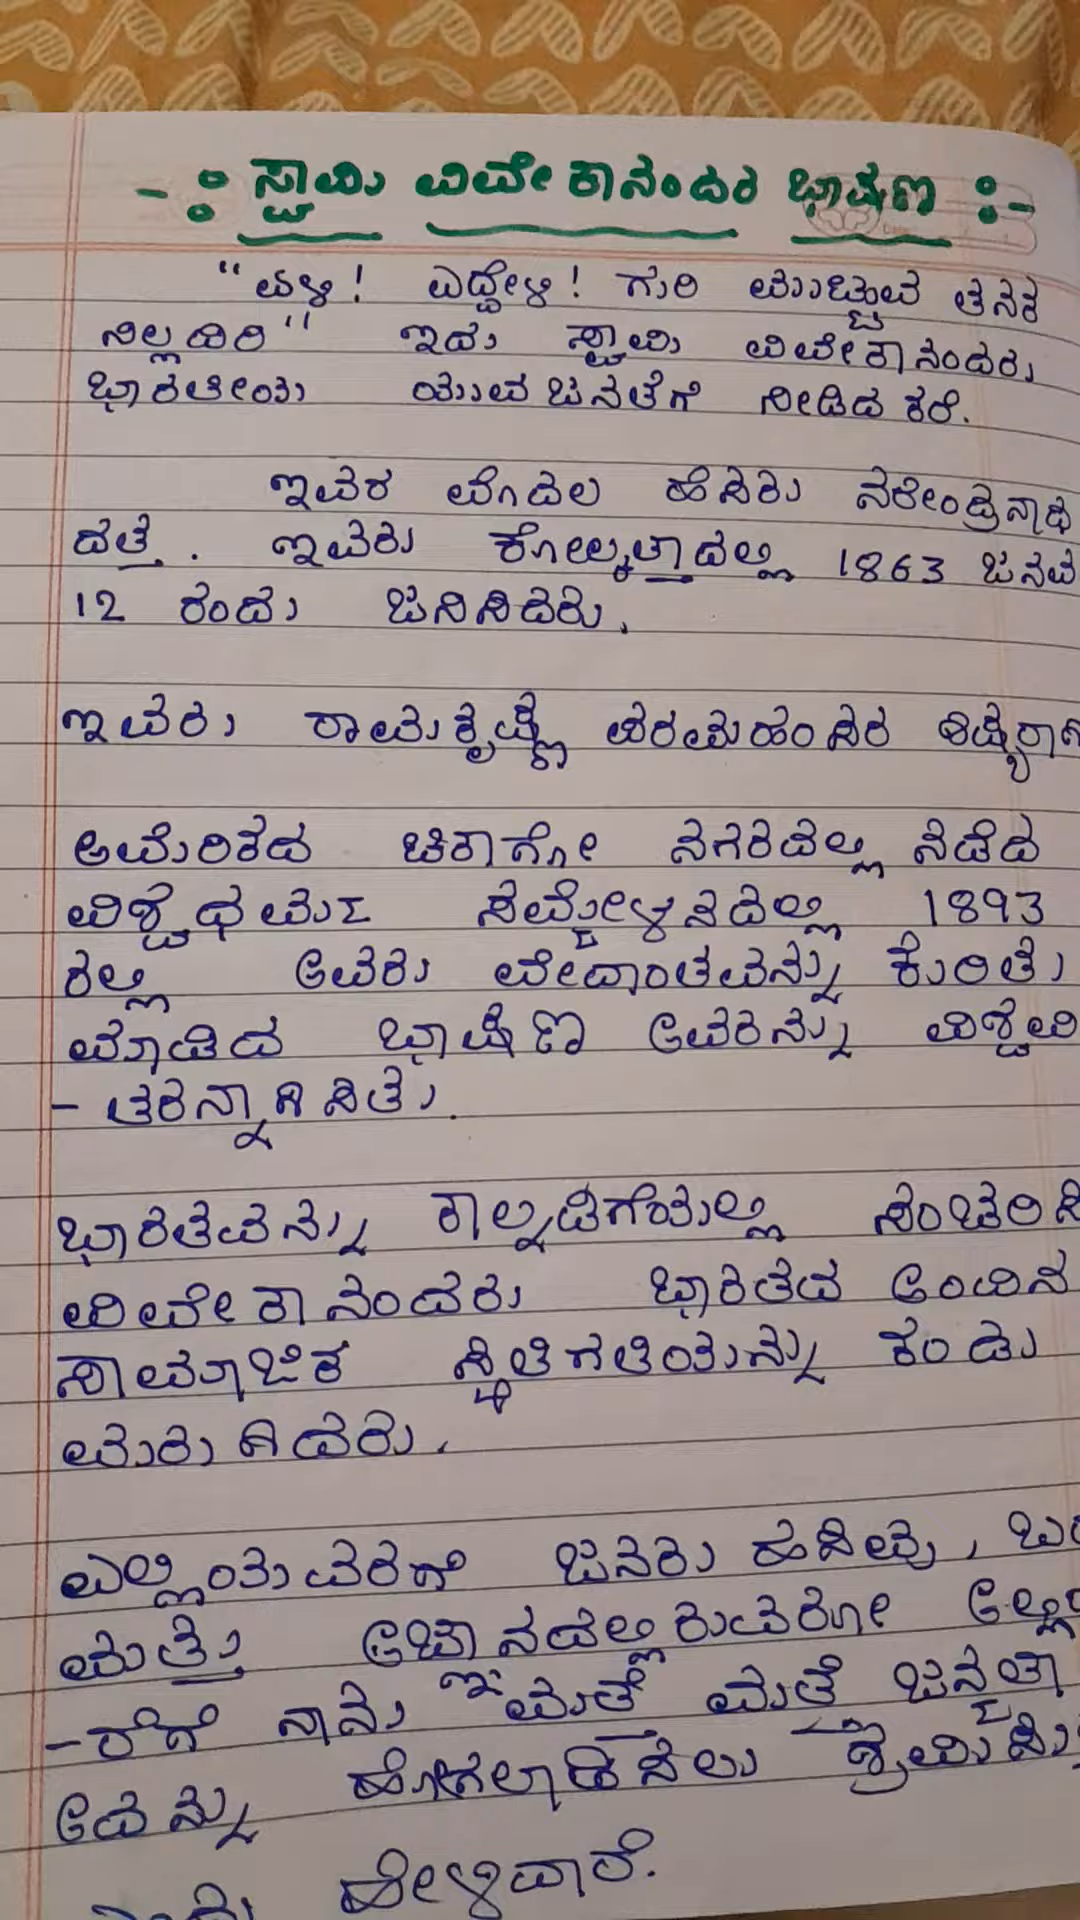 -: ಸ್ವಾಮಿ ವಿವೇಕಾನಂದರ ಭಾಷಣ :-
"ಏಳಿ! ಎದ್ದೇಳಿ! ಗುರಿ ಮುಟ್ಟುವ ತನಕ
ನಿಲ್ಲದಿರಿ" ಇದು ಸ್ವಾಮಿ ವಿವೇಕಾನಂದರು
ಭಾರತೀಯ ಯುವ ಜನತೆಗೆ ನೀಡಿದ ಕರೆ.
ಇವರ ಮೊದಲ ಹೆಸರು ನರೇಂದ್ರನಾಥ
ದತ್ತ. ಇವರು ಕೋಲ್ಕತ್ತಾದಲ್ಲಿ 1863 ಜನವ
12 ರಂದು ಜನಿಸಿದರು.
ಇವರು ರಾಮಕೃಷ್ಣ ಪರಮಹಂಸರ ಶಿಷ್ಯರಾಗಿ
ಅಮೆರಿಕದ ಚಿಕಾಗೋ ನಗರದಲ್ಲಿ ನಡೆದ
ವಿಶ್ವಧರ್ಮ ಸಮ್ಮೇಳನದಲ್ಲಿ 1893
ರಲ್ಲಿ ಅವರು ವೇದಾಂತವನ್ನು ಕುರಿತು
ಮಾಡಿದ ಭಾಷಣ ಅವರನ್ನು ವಿಶ್ವವಿ
- ತರನ್ನಾಗಿಸಿತು.
ಭಾರತವನ್ನು ಕಾಲ್ನಡಿಗೆಯಲ್ಲಿ ಸಂಚರಿಸಿ
ವಿವೇಕಾನಂದರು ಭಾರತದ ಅಂದಿನ
ಸಾಮಾಜಿಕ ಸ್ಥಿತಿಗತಿಯನ್ನು ಕಂಡು
ಮರುಗಿದರು.
ಎಲ್ಲಿಯವರೆಗೆ ಜನರು ಹಸಿವು,
ಮತ್ತು ಅಜ್ಞಾನದಲ್ಲಿರುವರೋ ಅಲ್ಲಿ
- ರೆಗೆ ನಾನು ಮತ್ತೆ ಮತ್ತೆ ಜನ್ಮತಾ
ಅದನ್ನು ಹೋಗಲಾಡಿಸಲು ಶ್ರಮಿಸು
ಹೇಳಿದಾರೆ.